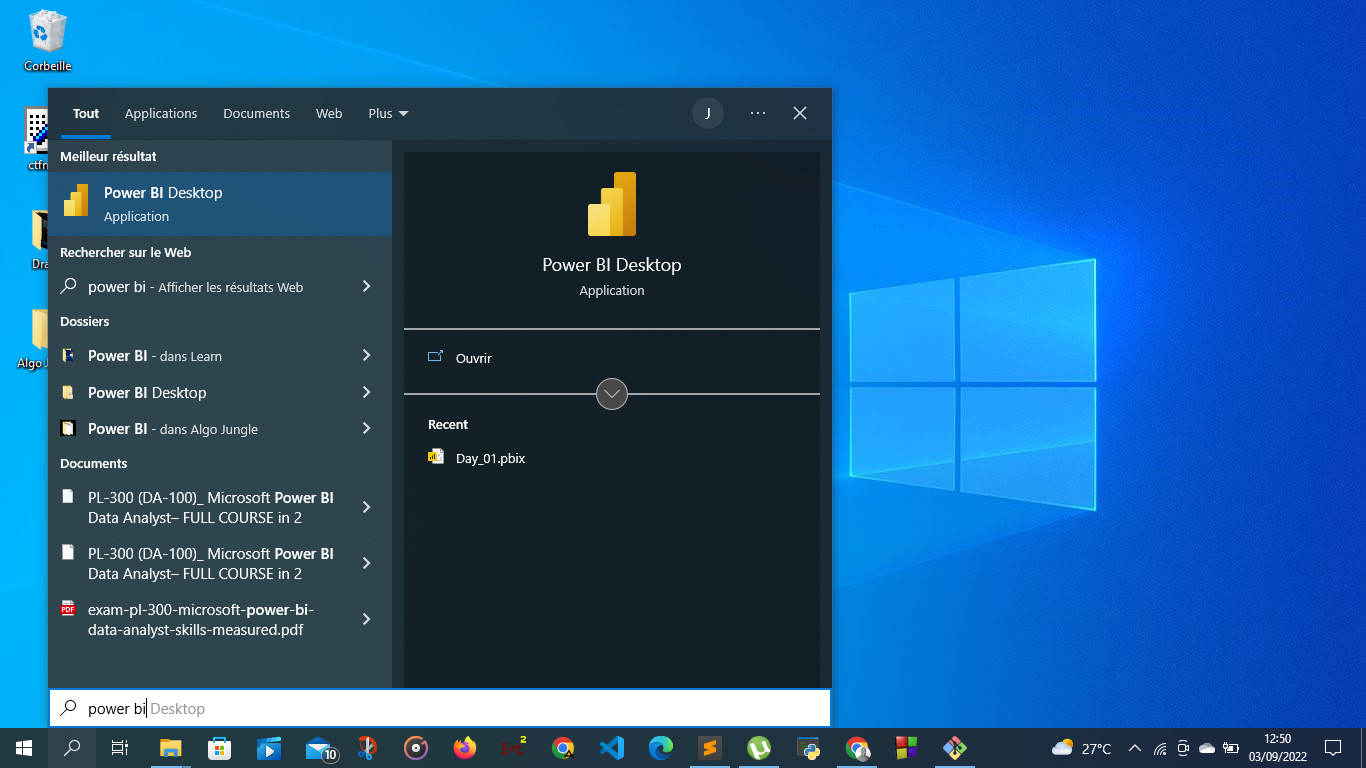 Corbeille
Tout Applications Documents Web Plus J
Meilleur résultat
Power BI Desktop
Application
Rechercher sur le Web
power bi - Afficher les résultats Web
Dossiers
Power BI - dans Learn
Power BI Desktop
Power BI - dans Algo Jungle
Documents
PL-300 (DA-100)_ Microsoft Power BI
Data Analyst– FULL COURSE in 2
PL-300 (DA-100)_ Microsoft Power BI
Data Analyst– FULL COURSE in 2
exam-pl-300-microsoft-power-bi-
data-analyst-skills-measured.pdf
Power BI Desktop
Application
Ouvrir
Recent
Day_01.pbix
power bi Desktop
10
27°C
12:50
03/09/2022